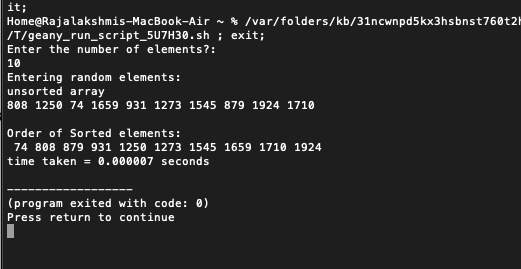 it;
Home@Rajalakshmis-MacBook-Air ~ % /var/folders/kb/31ncwnpd5kx3hsbnst760t2h
/T/geany_run_script_5U7H30.sh ; exit;
Enter the number of elements?:
10
Entering random elements:
unsorted array
808 1250 74 1659 931 1273 1545 879 1924 1710
Order of Sorted elements:
74 808 879 931 1250 1273 1545 1659 1710 1924
time taken = 0.000007 seconds
------------------
(program exited with code: 0)
Press return to continue